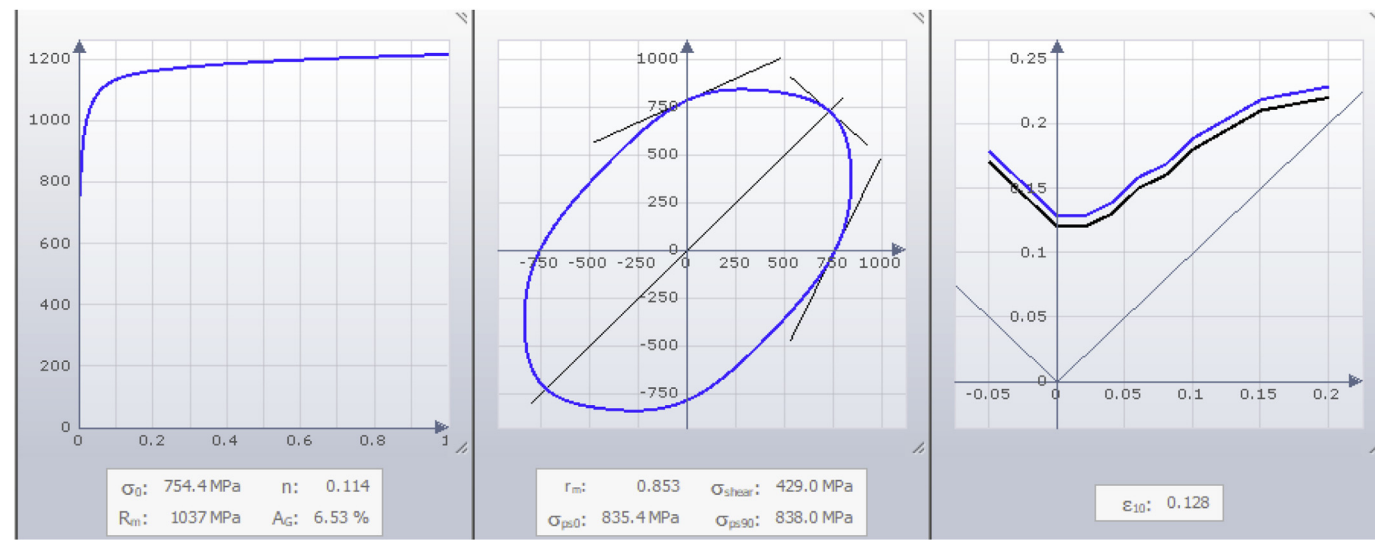 1200
1000
800
600
400
200
0
0 0.2 0.4 0.6 0.8 1
σ₀: 754.4 MPa n: 0.114
Rₘ: 1037 MPa A_G: 6.53 %
1000
750
500
250
0
-750 -500 -250 0 250 500 750 1000
-250
-500
-750
rₘ: 0.853 σ_shear: 429.0 MPa
σ_ps0: 835.4 MPa σ_ps90: 838.0 MPa
0.25
0.2
0.15
0.1
0.05
0
-0.05 0 0.05 0.1 0.15 0.2
ε₁₀: 0.128